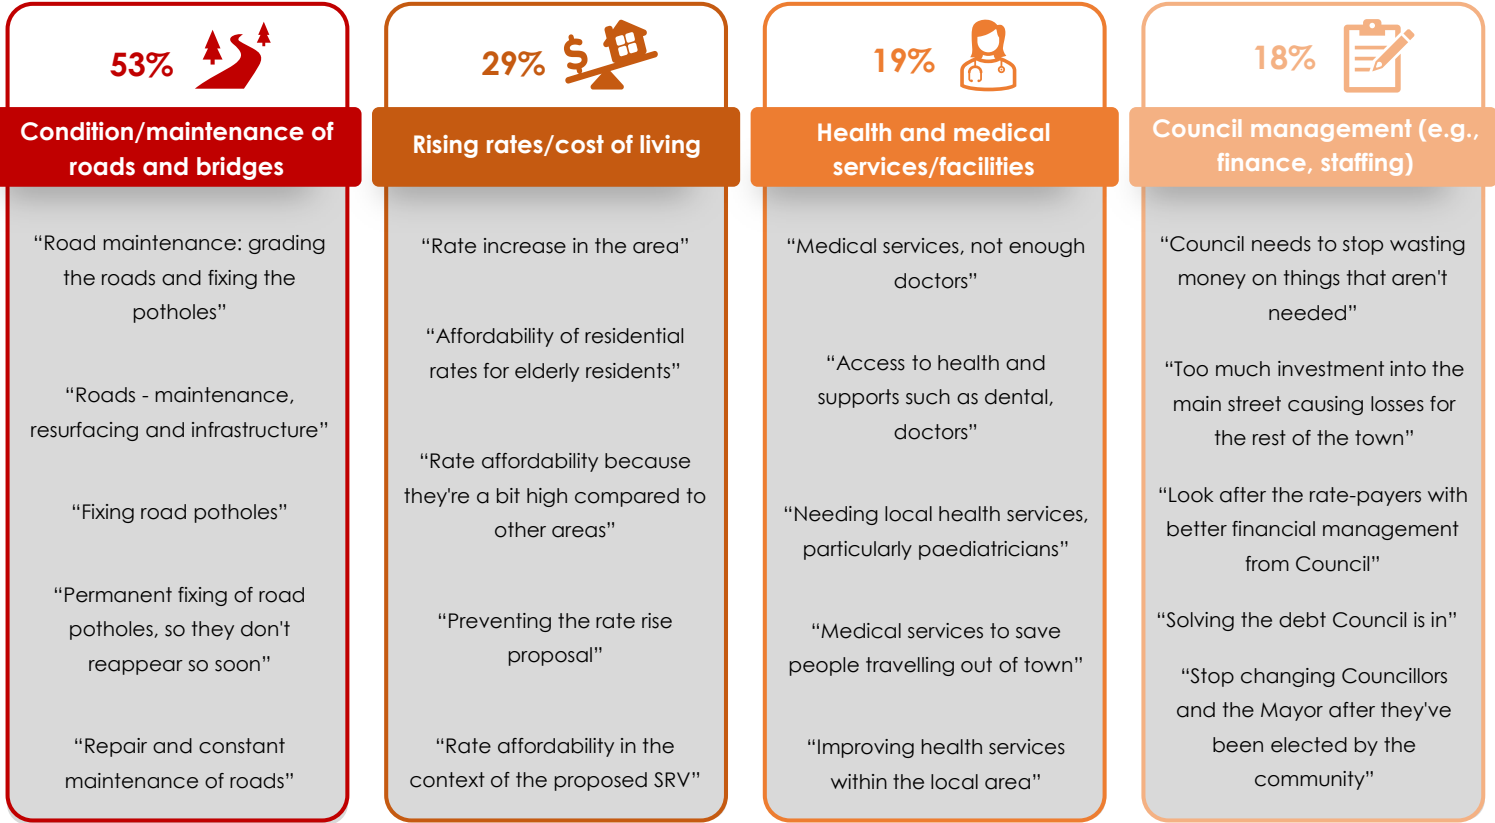 53%
Condition/maintenance of
roads and bridges
“Road maintenance: grading
the roads and fixing the
potholes”
“Roads - maintenance,
resurfacing and infrastructure”
“Fixing road potholes”
“Permanent fixing of road
potholes, so they don't
reappear so soon”
“Repair and constant
maintenance of roads”
29%
$
Rising rates/cost of living
“Rate increase in the area”
“Affordability of residential
rates for elderly residents”
“Rate affordability because
they're a bit high compared to
other areas”
“Preventing the rate rise
proposal”
“Rate affordability in the
context of the proposed SRV”
19%
Health and medical
services/facilities
“Medical services, not enough
doctors”
“Access to health and
supports such as dental,
doctors”
“Needing local health services,
particularly paediatricians”
“Medical services to save
people travelling out of town”
“Improving health services
within the local area”
18%
Council management (e.g.,
finance, staffing)
“Council needs to stop wasting
money on things that aren't
needed”
“Too much investment into the
main street causing losses for
the rest of the town”
“Look after the rate-payers with
better financial management
from Council”
“Solving the debt Council is in”
“Stop changing Councillors
and the Mayor after they've
been elected by the
community”